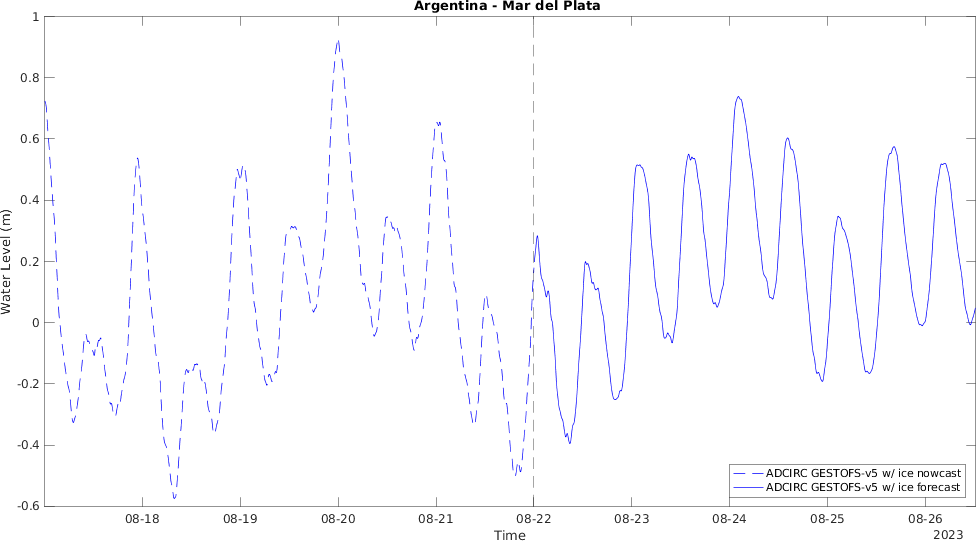 Argentina - Mar del Plata
Water Level (m)
1
0.8
0.6
0.4
0.2
0
-0.2
-0.4
-0.6
08-18 08-19 08-20 08-21 08-22 08-23 08-24 08-25 08-26
Time
2023
ADCIRC GESTOFS-v5 w/ ice nowcast
ADCIRC GESTOFS-v5 w/ ice forecast